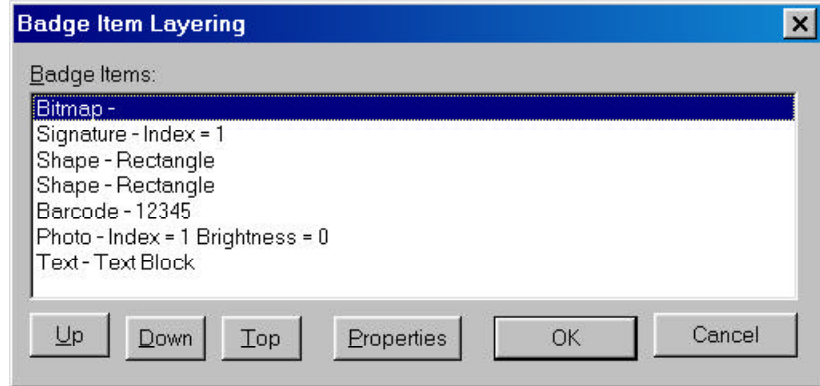 Badge Item Layering
Badge Items:
Bitmap -
Signature - Index = 1
Shape - Rectangle
Shape - Rectangle
Barcode - 12345
Photo - Index = 1 Brightness = 0
Text - Text Block
Up Down Top Properties OK Cancel